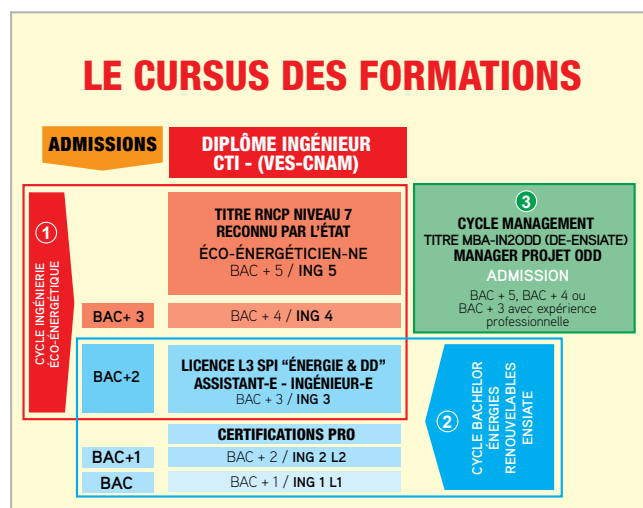 LE CURSUS DES FORMATIONS
ADMISSIONS
DIPLÔME INGÉNIEUR
CTI - (VES-CNAM)
1
CYCLE INGÉNIERIE
ÉCO-ÉNERGÉTIQUE
TITRE RNCP NIVEAU 7
RECONNU PAR L'ÉTAT
ÉCO-ÉNERGÉTICIEN-NE
BAC + 5 / ING 5
BAC+ 3
BAC + 4 / ING 4
3
CYCLE MANAGEMENT
TITRE MBA-IN2ODD (DE-ENSIATE)
MANAGER PROJET ODD
ADMISSION
BAC + 5, BAC + 4 ou
BAC + 3 avec expérience
professionnelle
BAC+2
LICENCE L3 SPI "ÉNERGIE & DD"
ASSISTANT-E - INGÉNIEUR-E
BAC + 3 / ING 3
CERTIFICATIONS PRO
BAC+1
BAC + 2 / ING 2 L2
BAC
BAC + 1 / ING 1 L1
2
CYCLE BACHELOR
ÉNERGIES
RENOUVELABLES
ENSIATE